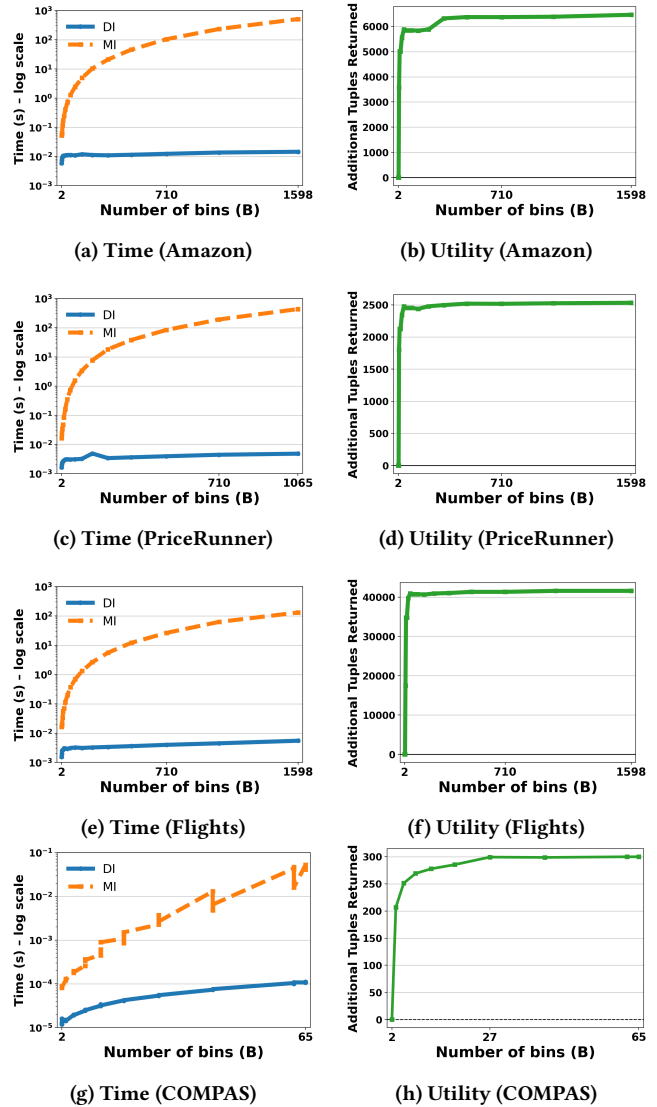 Time (s) – log scale
10³
10²
10¹
10⁰
10⁻¹
10⁻²
10⁻³
DI
MI
2
710
1598
Number of bins (B)
(a) Time (Amazon)
Additional Tuples Returned
6000
5000
4000
3000
2000
1000
0
2
710
1598
Number of bins (B)
(b) Utility (Amazon)
Time (s) – log scale
10³
10²
10¹
10⁰
10⁻¹
10⁻²
10⁻³
DI
MI
2
710
1065
Number of bins (B)
(c) Time (PriceRunner)
Additional Tuples Returned
2500
2000
1500
1000
500
0
2
710
1598
Number of bins (B)
(d) Utility (PriceRunner)
Time (s) – log scale
10³
10²
10¹
10⁰
10⁻¹
10⁻²
10⁻³
DI
MI
2
710
1598
Number of bins (B)
(e) Time (Flights)
Additional Tuples Returned
40000
30000
20000
10000
0
2
710
1598
Number of bins (B)
(f) Utility (Flights)
Time (s) – log scale
10⁻¹
10⁻²
10⁻³
10⁻⁴
10⁻⁵
DI
MI
2
65
Number of bins (B)
(g) Time (COMPAS)
Additional Tuples Returned
300
250
200
150
100
50
0
2
27
65
Number of bins (B)
(h) Utility (COMPAS)